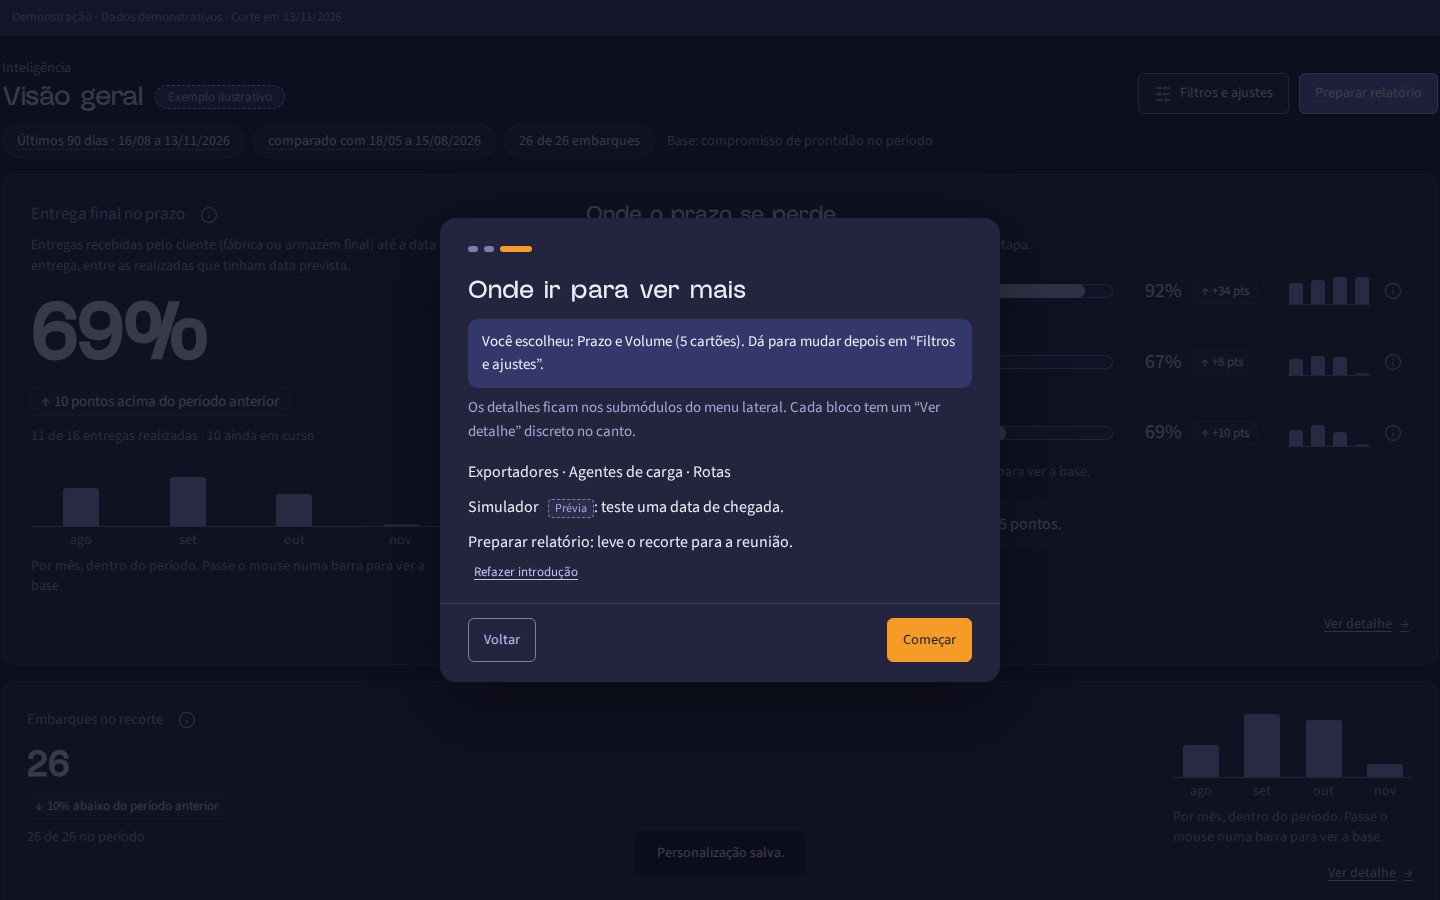 Demonstração · Dados demonstrativos · Corte em 13/11/2026
Inteligência
Visão geral
Exemplo ilustrativo
Filtros e ajustes
Preparar relatório
Últimos 90 dias · 16/08 a 13/11/2026
comparado com 18/05 a 15/08/2026
26 de 26 embarques
Base: compromisso de prontidão no período
Entrega final no prazo
Entregas recebidas pelo cliente (fábrica ou armazém final) até a data
entrega, entre as realizadas que tinham data prevista.
69%
↑ 10 pontos acima do período anterior
11 de 16 entregas realizadas · 10 ainda em curso
ago
set
out
nov
Por mês, dentro do período. Passe o mouse numa barra para ver a
base.
Onde o prazo se perde
etapa.
92%
↑ +34 pts
67%
↑ +8 pts
69%
↑ +10 pts
para ver a base.
5 pontos.
Ver detalhe →
Onde ir para ver mais
Você escolheu: Prazo e Volume (5 cartões). Dá para mudar depois em “Filtros
e ajustes”.
Os detalhes ficam nos submódulos do menu lateral. Cada bloco tem um “Ver
detalhe” discreto no canto.
Exportadores · Agentes de carga · Rotas
Simulador Prévia: teste uma data de chegada.
Preparar relatório: leve o recorte para a reunião.
Refazer introdução
Voltar
Começar
Embarques no recorte
26
↓ 10% abaixo do período anterior
26 de 26 no período
ago
set
out
nov
Por mês, dentro do período. Passe o
mouse numa barra para ver a base.
Ver detalhe →
Personalização salva.